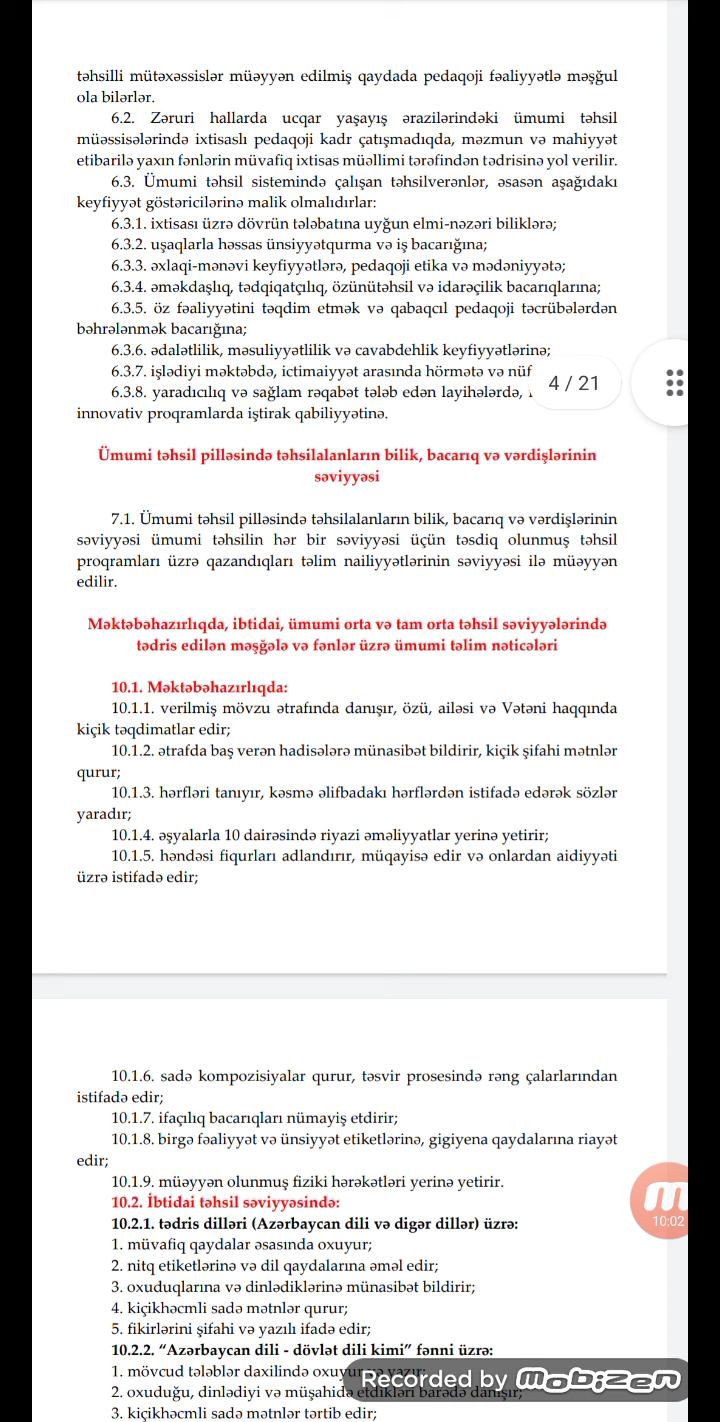 təhsilli mütəxəssislər müəyyən edilmiş qaydada pedaqoji fəaliyyətlə məşğul
ola bilərlər.
6.2. Zəruri hallarda ucqar yaşayış ərazilərindəki ümumi təhsil
müəssisələrində ixtisaslı pedaqoji kadr çatışmadıqda, məzmun və mahiyyət
etibarilə yaxın fənlərin müvafiq ixtisas müəllimi tərəfindən tədrisinə yol verilir.
6.3. Ümumi təhsil sistemində çalışan təhsilverənlər, əsasən aşağıdakı
keyfiyyət göstəricilərinə malik olmalıdırlar:
6.3.1. ixtisası üzrə dövrün tələbatına uyğun elmi-nəzəri biliklərə;
6.3.2. uşaqlarla həssas ünsiyyətqurma və iş bacarığına;
6.3.3. əxlaqi-mənəvi keyfiyyətlərə, pedaqoji etika və mədəniyyətə;
6.3.4. əməkdaşlıq, tədqiqatçılıq, özünütəhsil və idarəçilik bacarıqlarına;
6.3.5. öz fəaliyyətini təqdim etmək və qabaqcıl pedaqoji təcrübələrdən
bəhrələnmək bacarığına;
6.3.6. ədalətlilik, məsuliyyətlilik və cavabdehlik keyfiyyətlərinə;
6.3.7. işlədiyi məktəbdə, ictimaiyyət arasında hörmətə və nüf
4 / 21
6.3.8. yaradıcılıq və sağlam rəqabət tələb edən layihələrdə,
innovativ proqramlarda iştirak qabiliyyətinə.
Ümumi təhsil pilləsində təhsilalanların bilik, bacarıq və vərdişlərinin
səviyyəsi
7.1. Ümumi təhsil pilləsində təhsilalanların bilik, bacarıq və vərdişlərinin
səviyyəsi ümumi təhsilin hər bir səviyyəsi üçün təsdiq olunmuş təhsil
proqramları üzrə qazandıqları təlim nailiyyətlərinin səviyyəsi ilə müəyyən
edilir.
Məktəbəhazırlıqda, ibtidai, ümumi orta və tam orta təhsil səviyyələrində
tədris edilən məşğələ və fənlər üzrə ümumi təlim nəticələri
10.1. Məktəbəhazırlıqda:
10.1.1. verilmiş mövzu ətrafında danışır, özü, ailəsi və Vətəni haqqında
kiçik təqdimatlar edir;
10.1.2. ətrafda baş verən hadisələrə münasibət bildirir, kiçik şifahi mətnlər
qurur;
10.1.3. hərfləri tanıyır, kəsmə əlifbadakı hərflərdən istifadə edərək sözlər
yaradır;
10.1.4. əşyalarla 10 dairəsində riyazi əməliyyatlar yerinə yetirir;
10.1.5. həndəsi fiqurları adlandırır, müqayisə edir və onlardan aidiyyəti
üzrə istifadə edir;
10.1.6. sadə kompozisiyalar qurur, təsvir prosesində rəng çalarlarından
istifadə edir;
10.1.7. ifaçılıq bacarıqları nümayiş etdirir;
10.1.8. birgə fəaliyyət və ünsiyyət etiketlərinə, gigiyena qaydalarına riayət
edir;
10.1.9. müəyyən olunmuş fiziki hərəkətləri yerinə yetirir.
10.2. İbtidai təhsil səviyyəsində:
10:02
10.2.1. tədris dilləri (Azərbaycan dili və digər dillər) üzrə:
1. müvafiq qaydalar əsasında oxuyur;
2. nitq etiketlərinə və dil qaydalarına əməl edir;
3. oxuduqlarına və dinlədiklərinə münasibət bildirir;
4. kiçikhəcmli sadə mətnlər qurur;
5. fikirlərini şifahi və yazılı ifadə edir;
10.2.2. “Azərbaycan dili - dövlət dili kimi” fənni üzrə:
1. mövcud tələblər daxilində oxuyur və yazır;
Recorded by mobizen
2. oxuduğu, dinlədiyi və müşahidə etdikləri barədə danışır;
3. kiçikhəcmli sadə mətnlər tərtib edir;